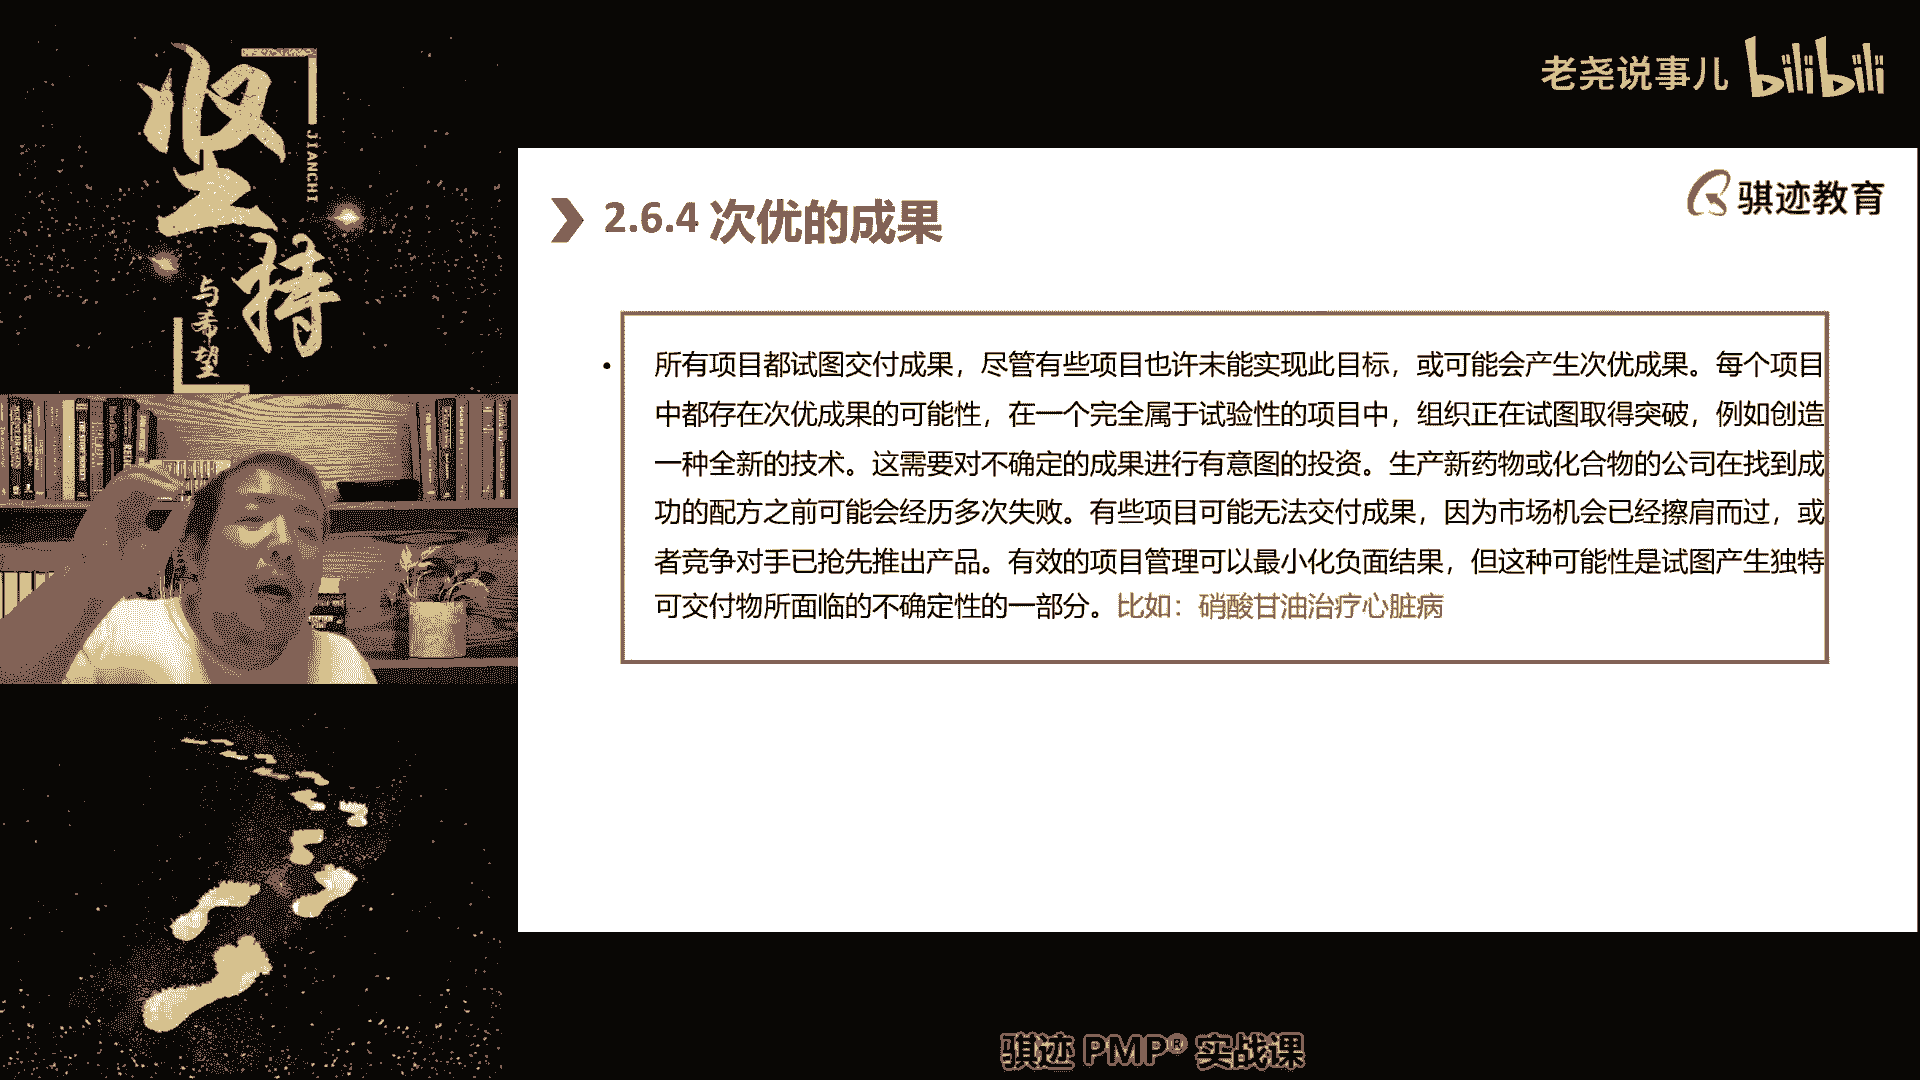 坚持
JIANCHI
与希望
老尧说事儿 bilibili
骐迹教育
2.6.4 次优的成果
• 所有项目都试图交付成果，尽管有些项目也许未能实现此目标，或可能会产生次优成果。每个项目
中都存在次优成果的可能性，在一个完全属于试验性的项目中，组织正在试图取得突破，例如创造
一种全新的技术。这需要对不确定的成果进行有意图的投资。生产新药物或化合物的公司在找到成
功的配方之前可能会经历多次失败。有些项目可能无法交付成果，因为市场机会已经擦肩而过，或
者竞争对手已抢先推出产品。有效的项目管理可以最小化负面结果，但这种可能性是试图产生独特
可交付物所面临的不确定性的一部分。比如：硝酸甘油治疗心脏病
骐迹 PMP® 实战课